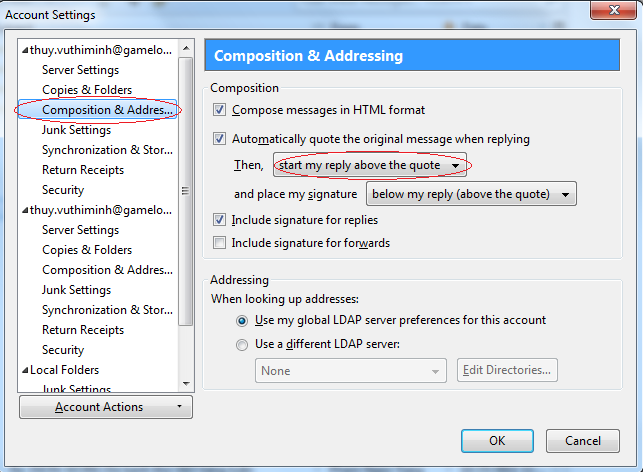 Account Settings
thuy.vuthiminh@gamelo...
Server Settings
Copies & Folders
Composition & Addres...
Junk Settings
Synchronization & Stor...
Return Receipts
Security
thuy.vuthiminh@gamelo...
Server Settings
Copies & Folders
Composition & Addres...
Junk Settings
Synchronization & Stor...
Return Receipts
Security
Local Folders
Junk Settings
Account Actions
Composition & Addressing
Composition
Compose messages in HTML format
Automatically quote the original message when replying
Then, start my reply above the quote
and place my signature below my reply (above the quote)
Include signature for replies
Include signature for forwards
Addressing
When looking up addresses:
Use my global LDAP server preferences for this account
Use a different LDAP server:
None Edit Directories...
OK Cancel